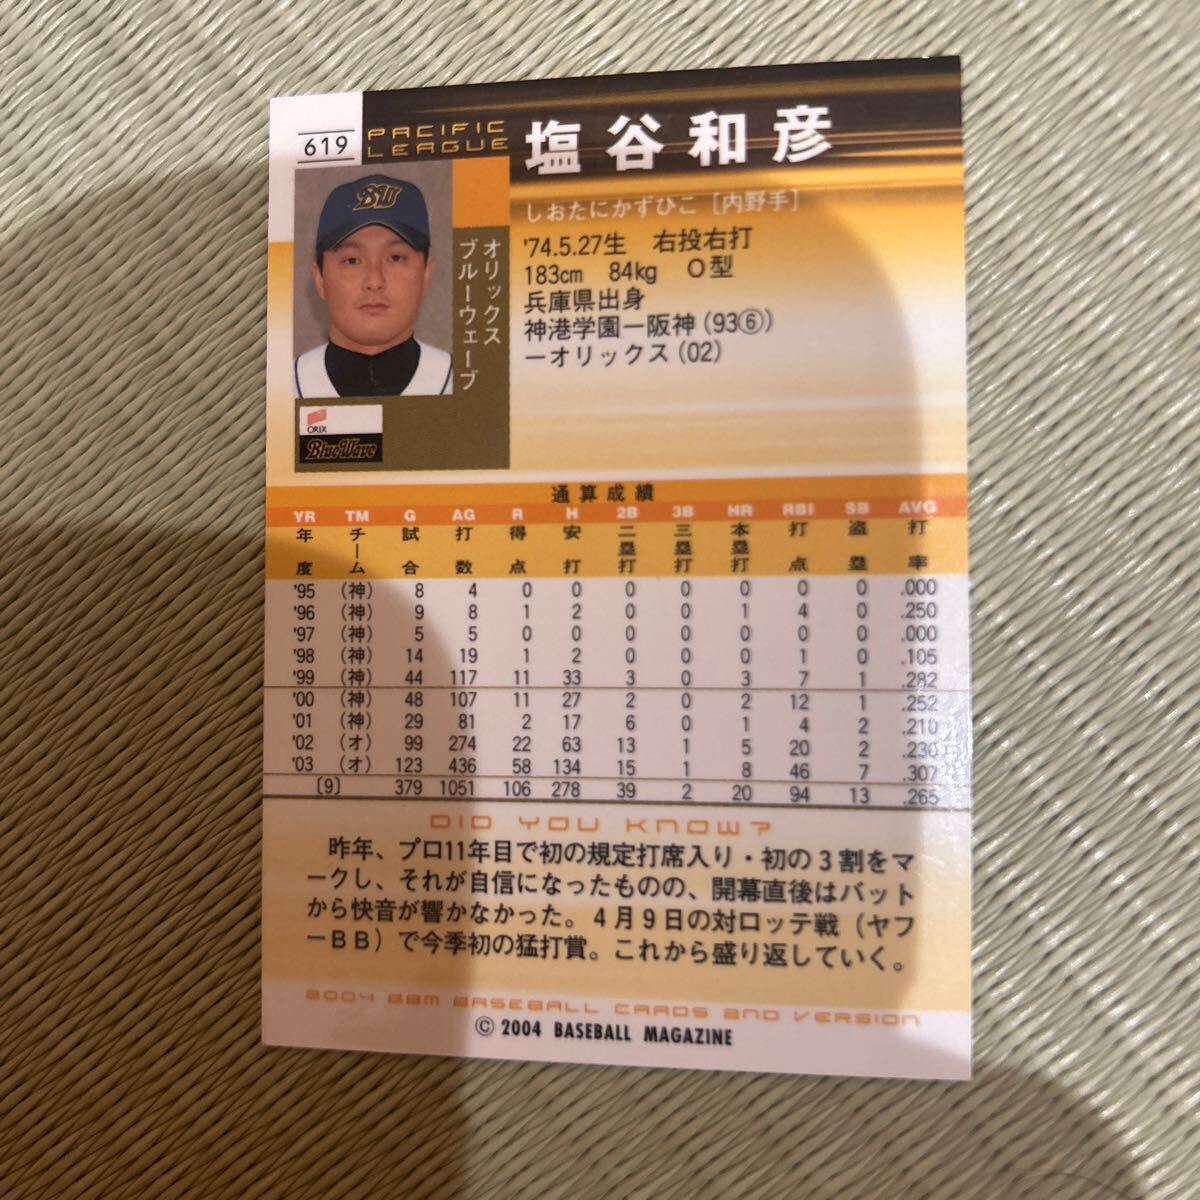 619
PACIFIC
LEAGUE
塩谷和彦
しおたにかずひこ［内野手］
BW
オリックス
ブルーウェーブ
ORIX
BlueWave
'74.5.27生　右投右打
183cm　84kg　O型
兵庫県出身
神港学園ー阪神（93⑥）
ーオリックス（02）
通算成績
YR TM G AG R H 2B 3B HR RBI SB AVG
年度 チーム 試合 打数 得点 安打 二塁打 三塁打 本塁打 打点 盗塁 打率
'95 (神) 8 4 0 0 0 0 0 0 0 .000
'96 (神) 9 8 1 2 0 0 1 4 0 .250
'97 (神) 5 5 0 0 0 0 0 0 0 .000
'98 (神) 14 19 1 2 0 0 0 1 0 .105
'99 (神) 44 117 11 33 3 0 3 7 1 .282
'00 (神) 48 107 11 27 2 0 2 12 1 .252
'01 (神) 29 81 2 17 6 0 1 4 2 .210
'02 (オ) 99 274 22 63 13 1 5 20 2 .230
'03 (オ) 123 436 58 134 15 1 8 46 7 .307
[9] 379 1051 106 278 39 2 20 94 13 .265
DID YOU KNOW?
昨年、プロ11年目で初の規定打席入り・初の３割をマ
ークし、それが自信になったものの、開幕直後はバット
から快音が響かなかった。４月９日の対ロッテ戦（ヤフ
ーＢＢ）で今季初の猛打賞。これから盛り返していく。
2004 BBM BASEBALL CARDS 2ND VERSION
© 2004 BASEBALL MAGAZINE